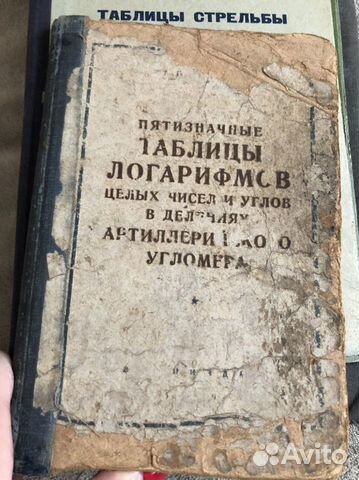 ТАБЛИЦЫ СТРЕЛЬБЫ
ПЯТИЗНАЧНЫЕ
ТАБЛИЦЫ
ЛОГАРИФМОВ
ЦЕЛЫХ ЧИСЕЛ И УГЛОВ
В ДЕЛЕНИЯХ
АРТИЛЛЕРИЙСКОГО
УГЛОМЕРА
Avito